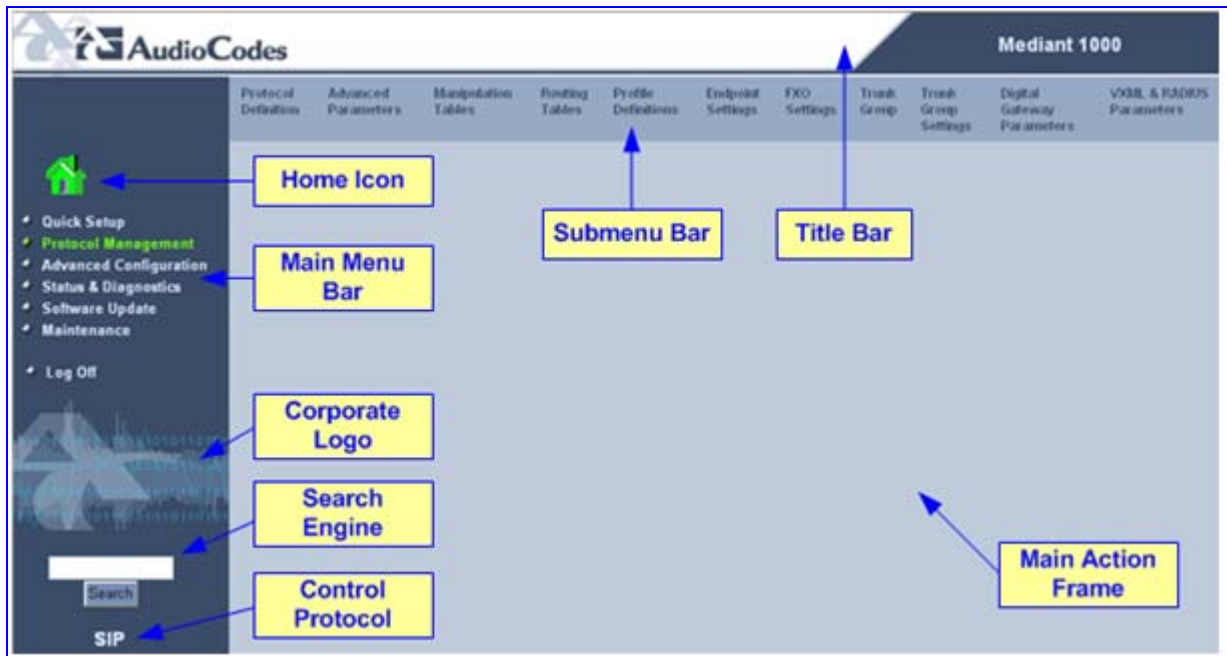 AudioCodes
Mediant 1000
Protocol Definition
Advanced Parameters
Manipulation Tables
Routing Tables
Profile Definitions
Endpoint Settings
FXO Settings
Trunk Group
Trunk Group Settings
Digital Gateway Parameters
VXML & RADIUS Parameters
Home Icon
Submenu Bar
Title Bar
Quick Setup
Protocol Management
Advanced Configuration
Status & Diagnostics
Software Update
Maintenance
Log Off
Main Menu
Bar
Corporate
Logo
Search
Engine
Search
Control
Protocol
SIP
Main Action
Frame